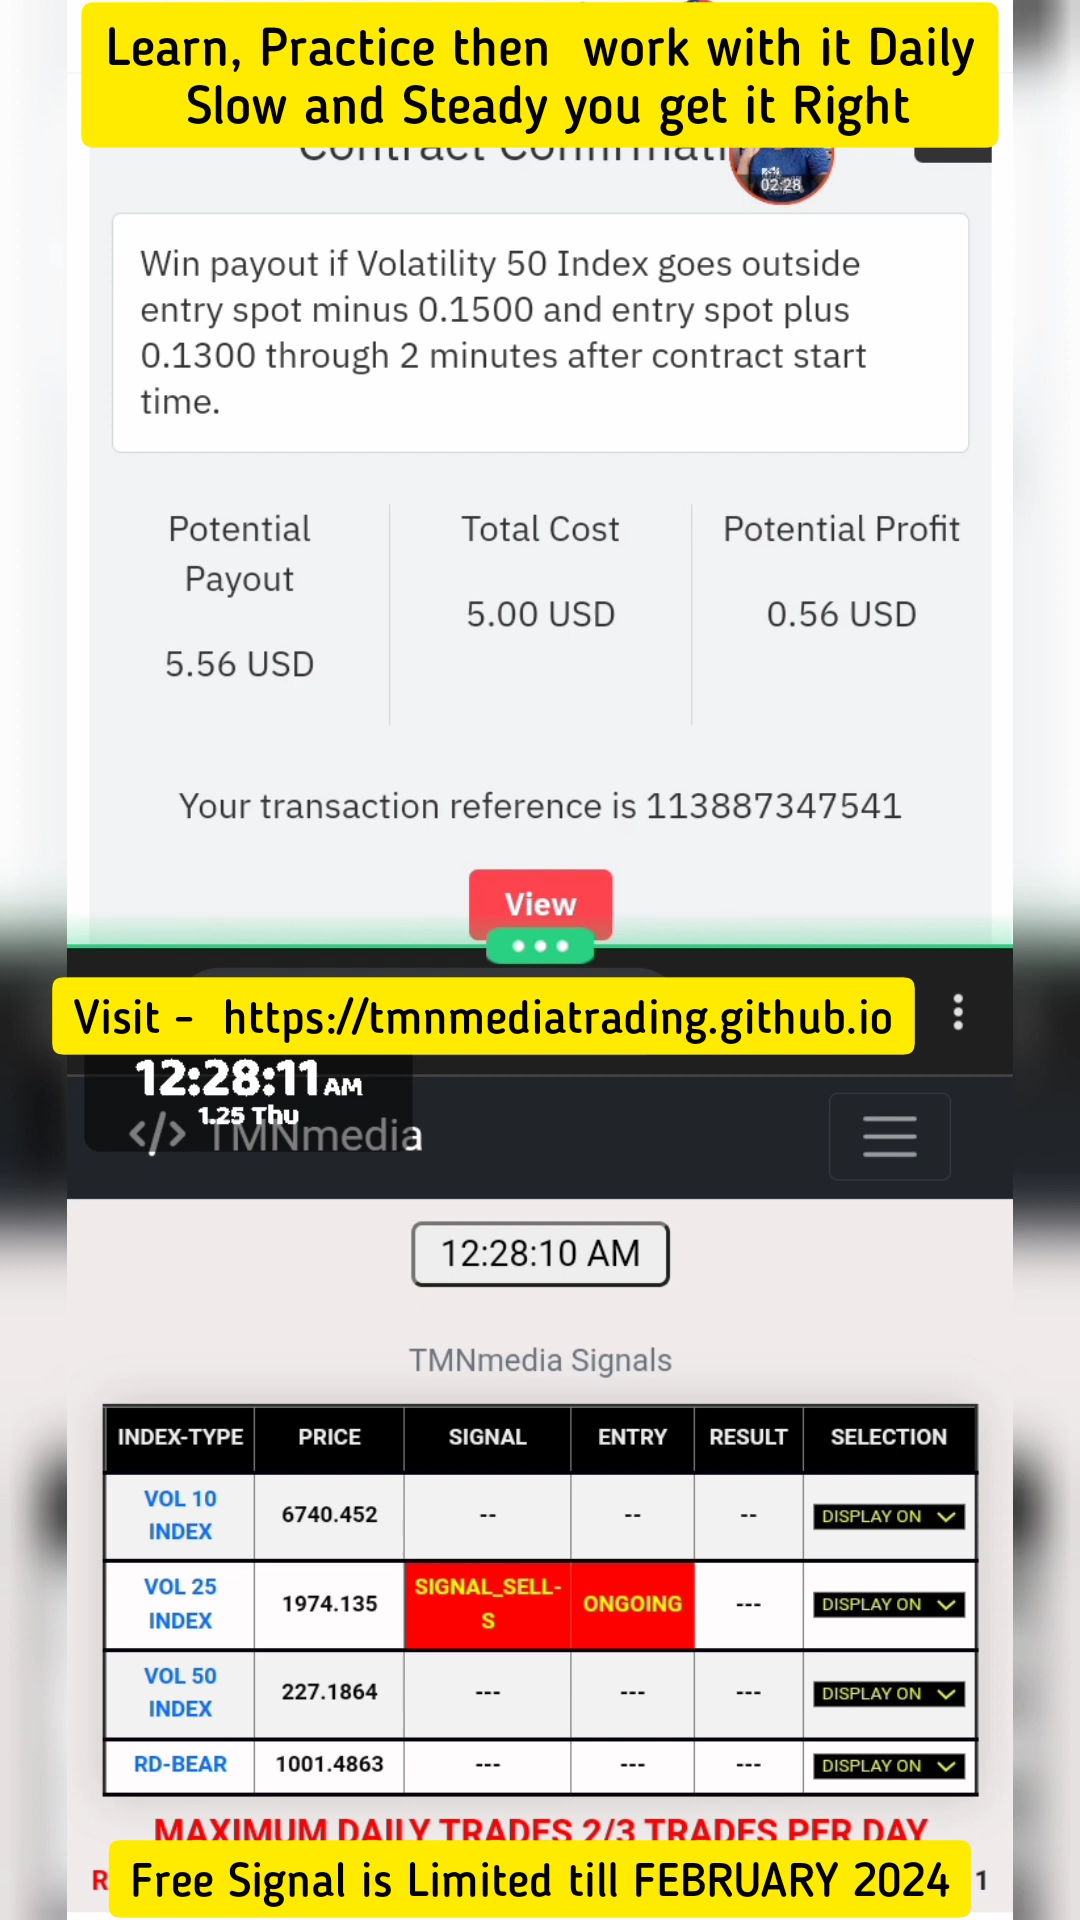 Learn, Practice then work with it Daily
Slow and Steady you get it Right
02:28
Win payout if Volatility 50 Index goes outside
entry spot minus 0.1500 and entry spot plus
0.1300 through 2 minutes after contract start
time.
Potential Payout
Total Cost
Potential Profit
5.56 USD
5.00 USD
0.56 USD
Your transaction reference is 113887347541
View
Visit - https://tmnmediatrading.github.io
12:28:11 AM
1.25 Thu
</> TMNmedia
12:28:10 AM
TMNmedia Signals
INDEX-TYPE PRICE SIGNAL ENTRY RESULT SELECTION
VOL 10 INDEX 6740.452 -- -- -- DISPLAY ON
VOL 25 INDEX 1974.135 SIGNAL_SELL-S ONGOING --- DISPLAY ON
VOL 50 INDEX 227.1864 --- --- --- DISPLAY ON
RD-BEAR 1001.4863 --- --- --- DISPLAY ON
MAXIMUM DAILY TRADES 2/3 TRADES PER DAY
Free Signal is Limited till FEBRUARY 2024